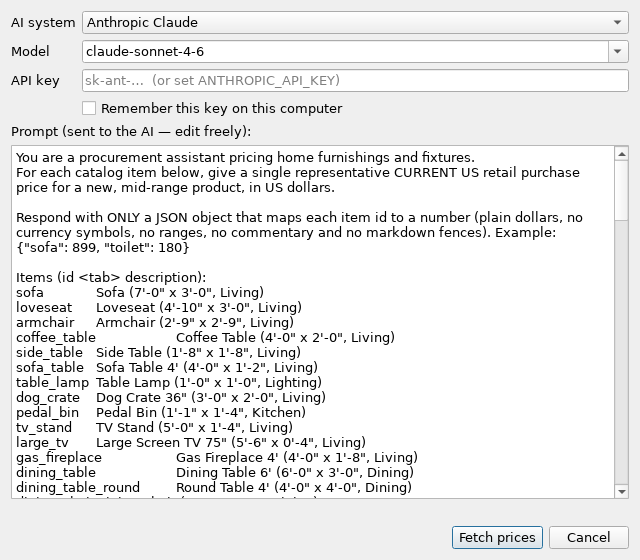 AI system Anthropic Claude
Model claude-sonnet-4-6
API key sk-ant-... (or set ANTHROPIC_API_KEY)
Remember this key on this computer
Prompt (sent to the AI — edit freely):
You are a procurement assistant pricing home furnishings and fixtures.
For each catalog item below, give a single representative CURRENT US retail purchase
price for a new, mid-range product, in US dollars.
Respond with ONLY a JSON object that maps each item id to a number (plain dollars, no
currency symbols, no ranges, no commentary and no markdown fences). Example:
{"sofa": 899, "toilet": 180}
Items (id <tab> description):
sofa Sofa (7'-0" x 3'-0", Living)
loveseat Loveseat (4'-10" x 3'-0", Living)
armchair Armchair (2'-9" x 2'-9", Living)
coffee_table Coffee Table (4'-0" x 2'-0", Living)
side_table Side Table (1'-8" x 1'-8", Living)
sofa_table Sofa Table 4' (4'-0" x 1'-2", Living)
table_lamp Table Lamp (1'-0" x 1'-0", Lighting)
dog_crate Dog Crate 36" (3'-0" x 2'-0", Living)
pedal_bin Pedal Bin (1'-1" x 1'-4", Kitchen)
tv_stand TV Stand (5'-0" x 1'-4", Living)
large_tv Large Screen TV 75" (5'-6" x 0'-4", Living)
gas_fireplace Gas Fireplace 4' (4'-0" x 1'-8", Living)
dining_table Dining Table 6' (6'-0" x 3'-0", Dining)
dining_table_round Round Table 4' (4'-0" x 4'-0", Dining)
Fetch prices Cancel